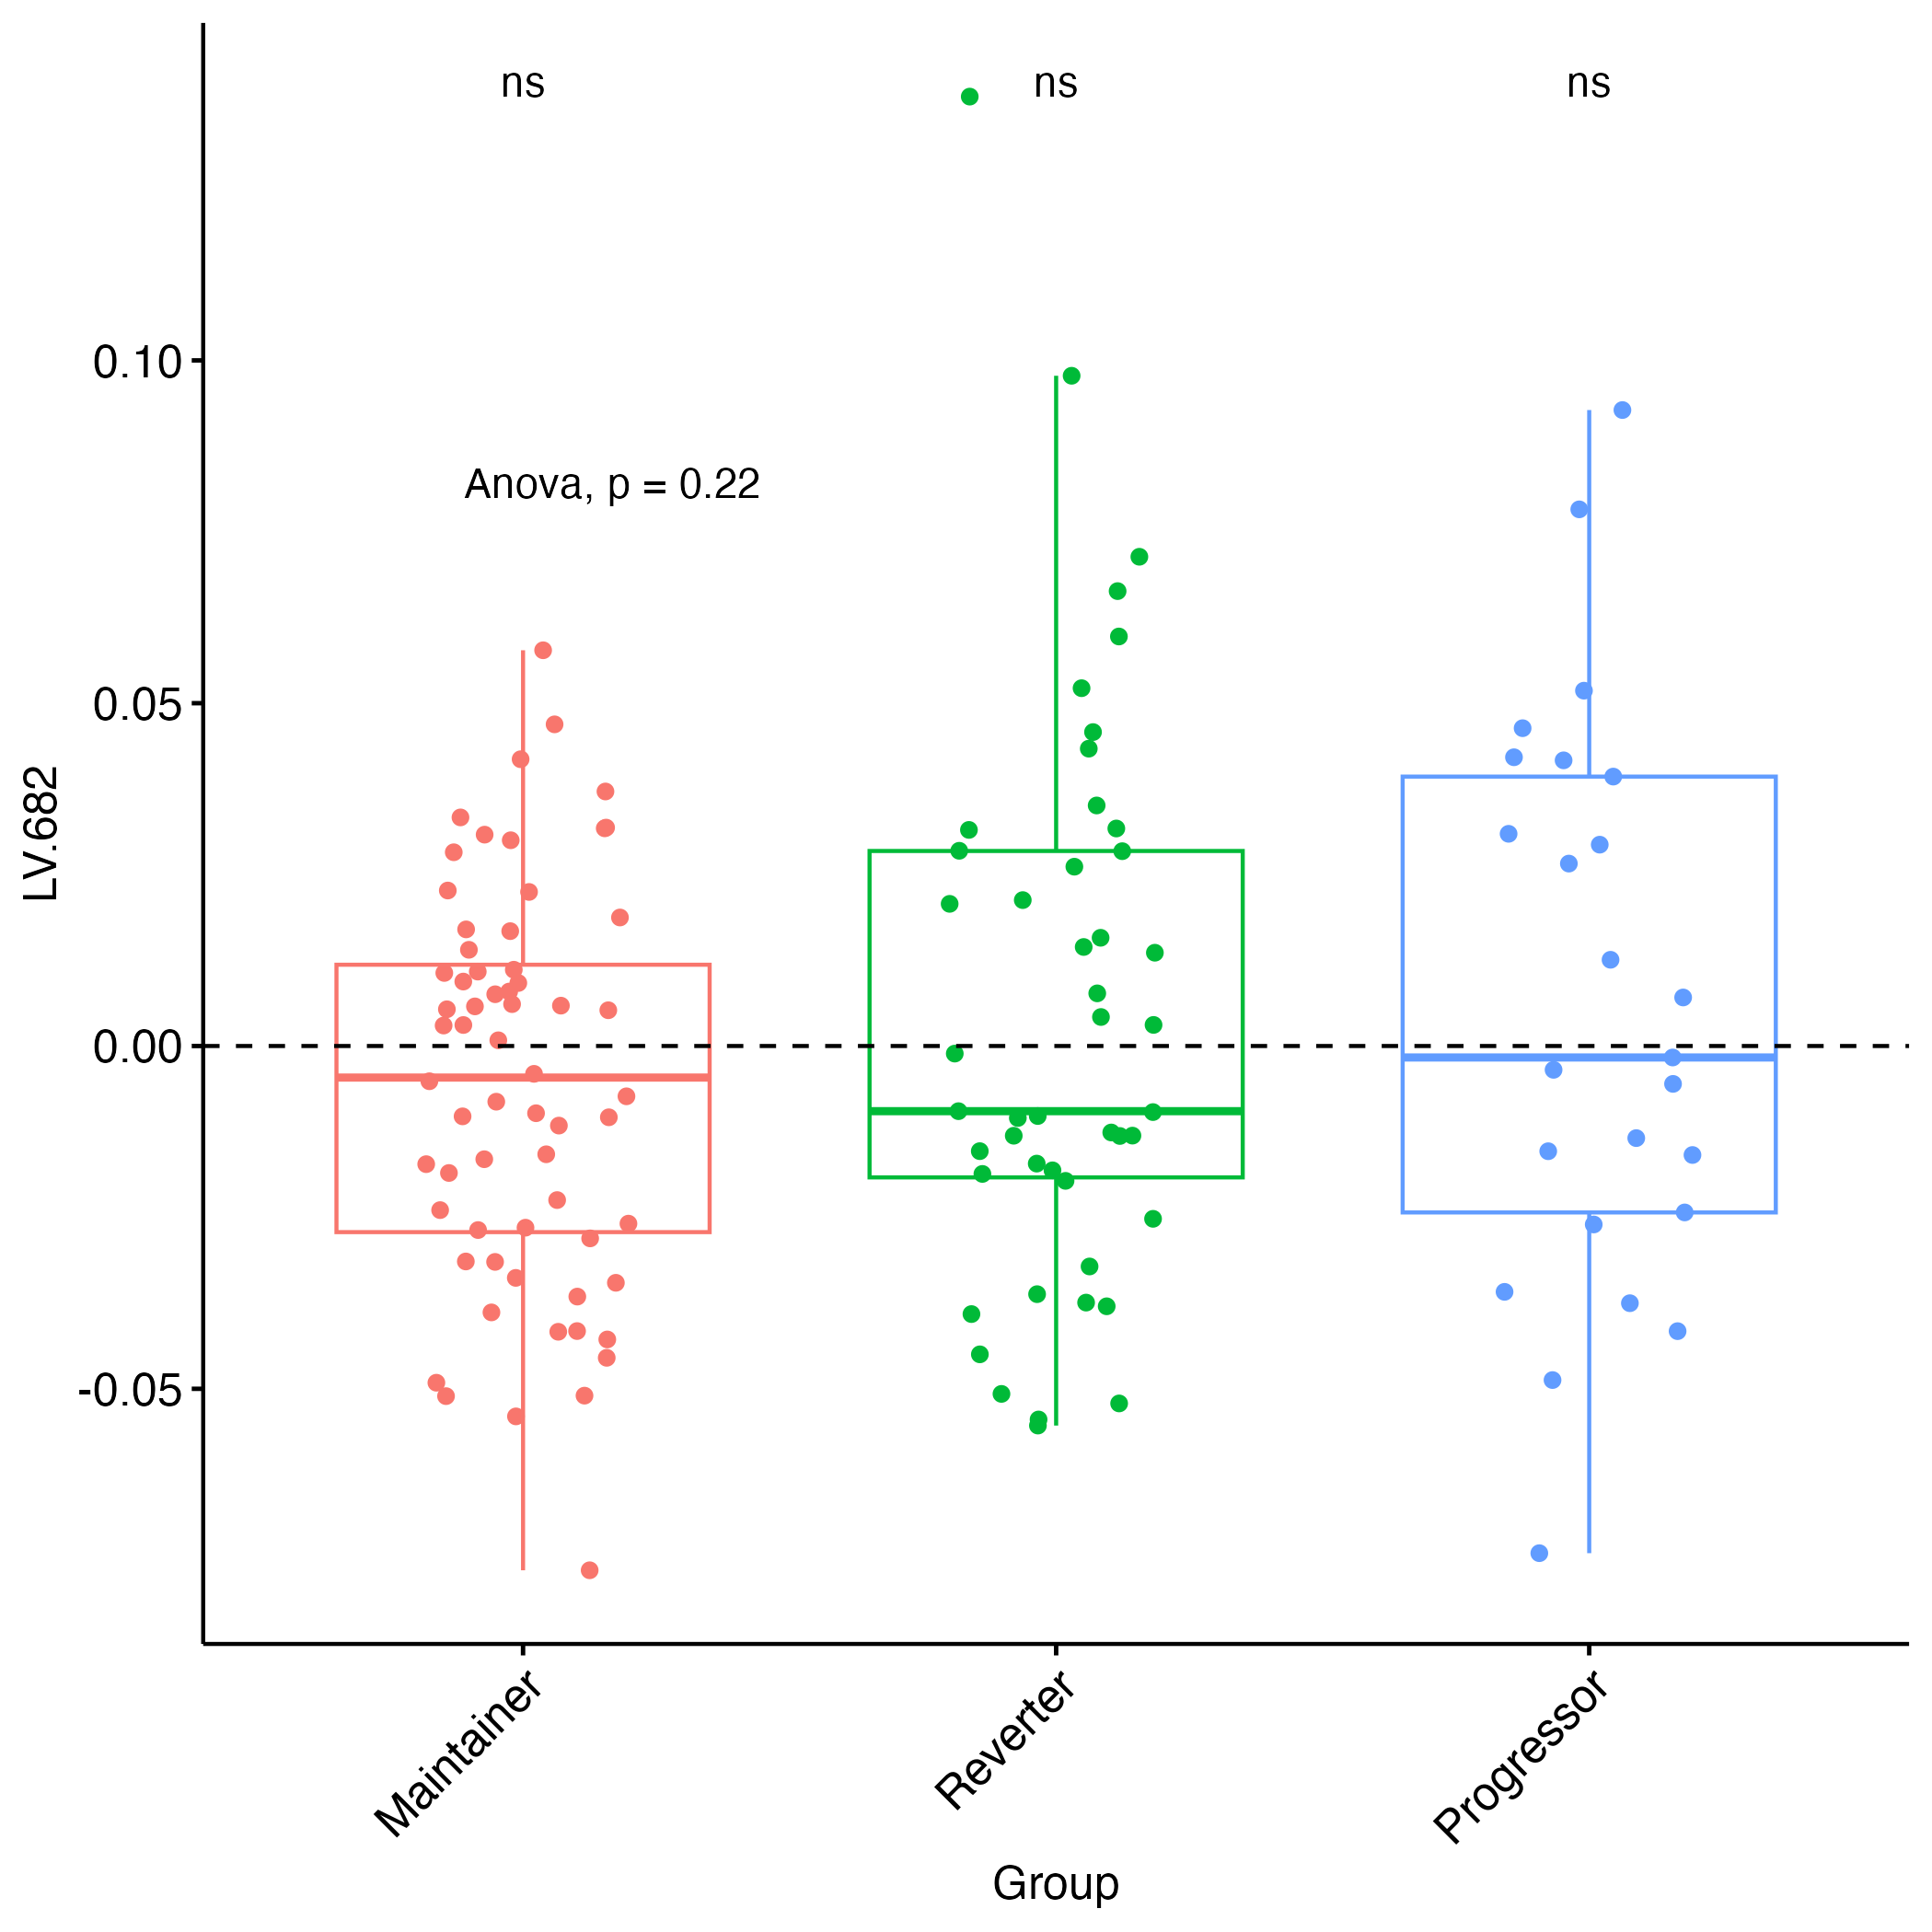 ns ns ns
0.10
Anova, p = 0.22
0.05
LV.682
0.00
-0.05
Maintainer Reverter Progressor
Group